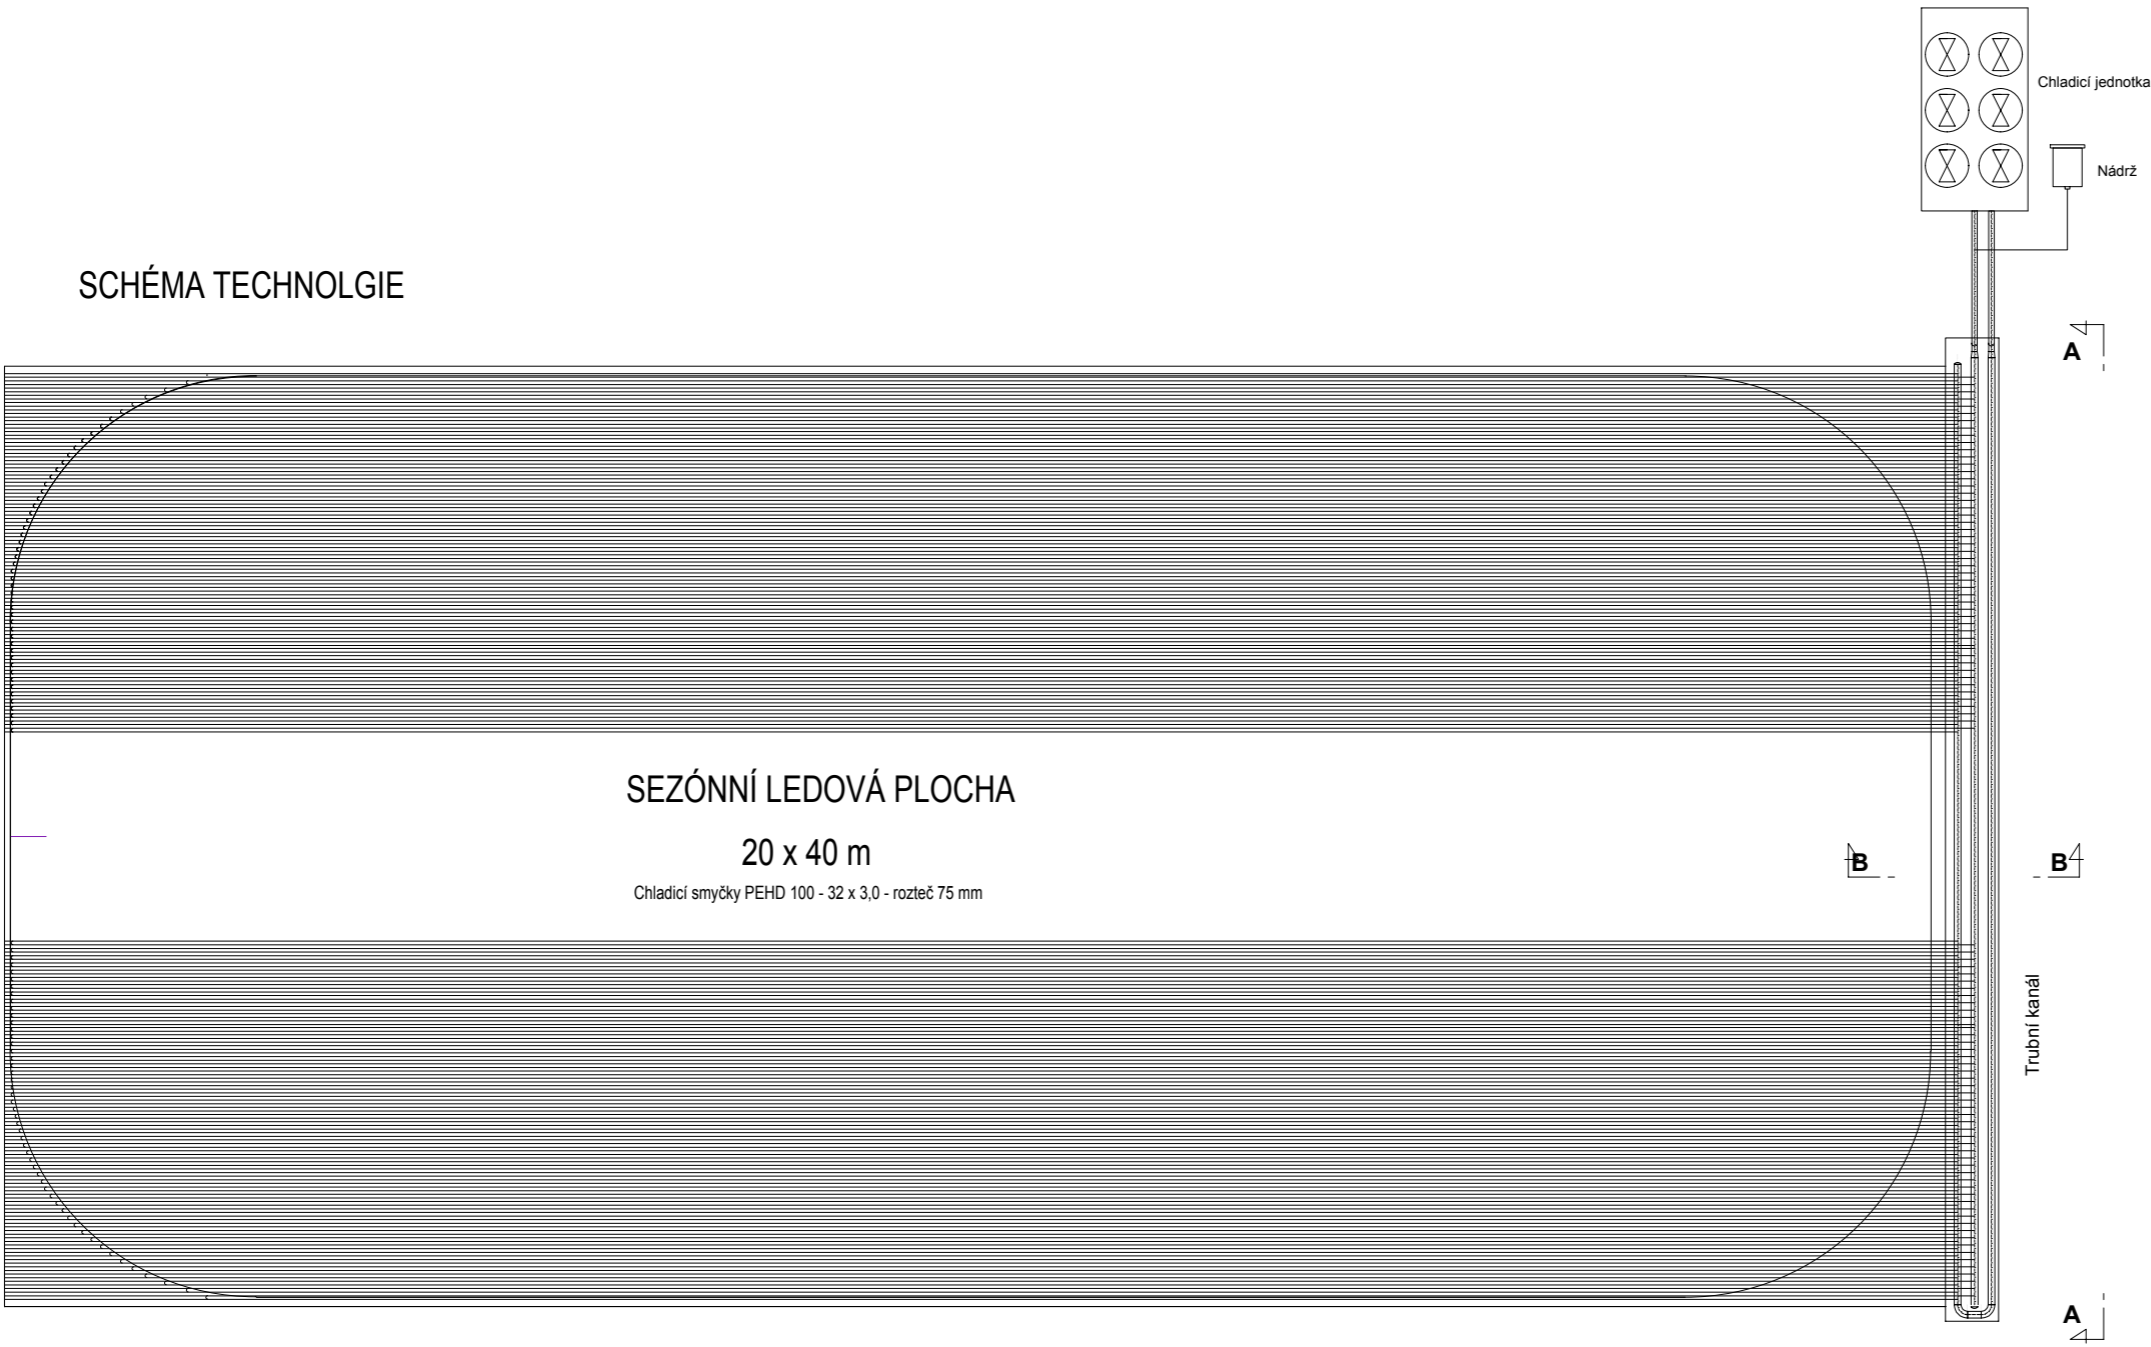 Chladicí jednotka
Nádrž
SCHÉMA TECHNOLGIE
A
SEZÓNNÍ LEDOVÁ PLOCHA
20 x 40 m
B
B
Chladicí smyčky PEHD 100 - 32 x 3,0 - rozteč 75 mm
Trubní kanál
A